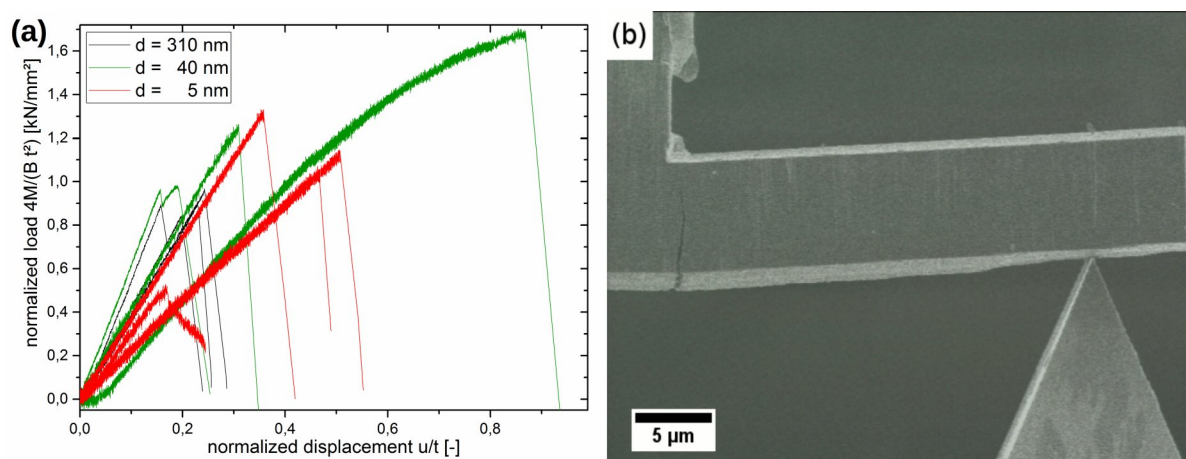 (a)
d = 310 nm
d = 40 nm
d = 5 nm
normalized load 4M/(B t²) [kN/mm²]
1,6
1,4
1,2
1,0
0,8
0,6
0,4
0,2
0,0
0,0 0,2 0,4 0,6 0,8
normalized displacement u/t [-]
(b)
5 µm